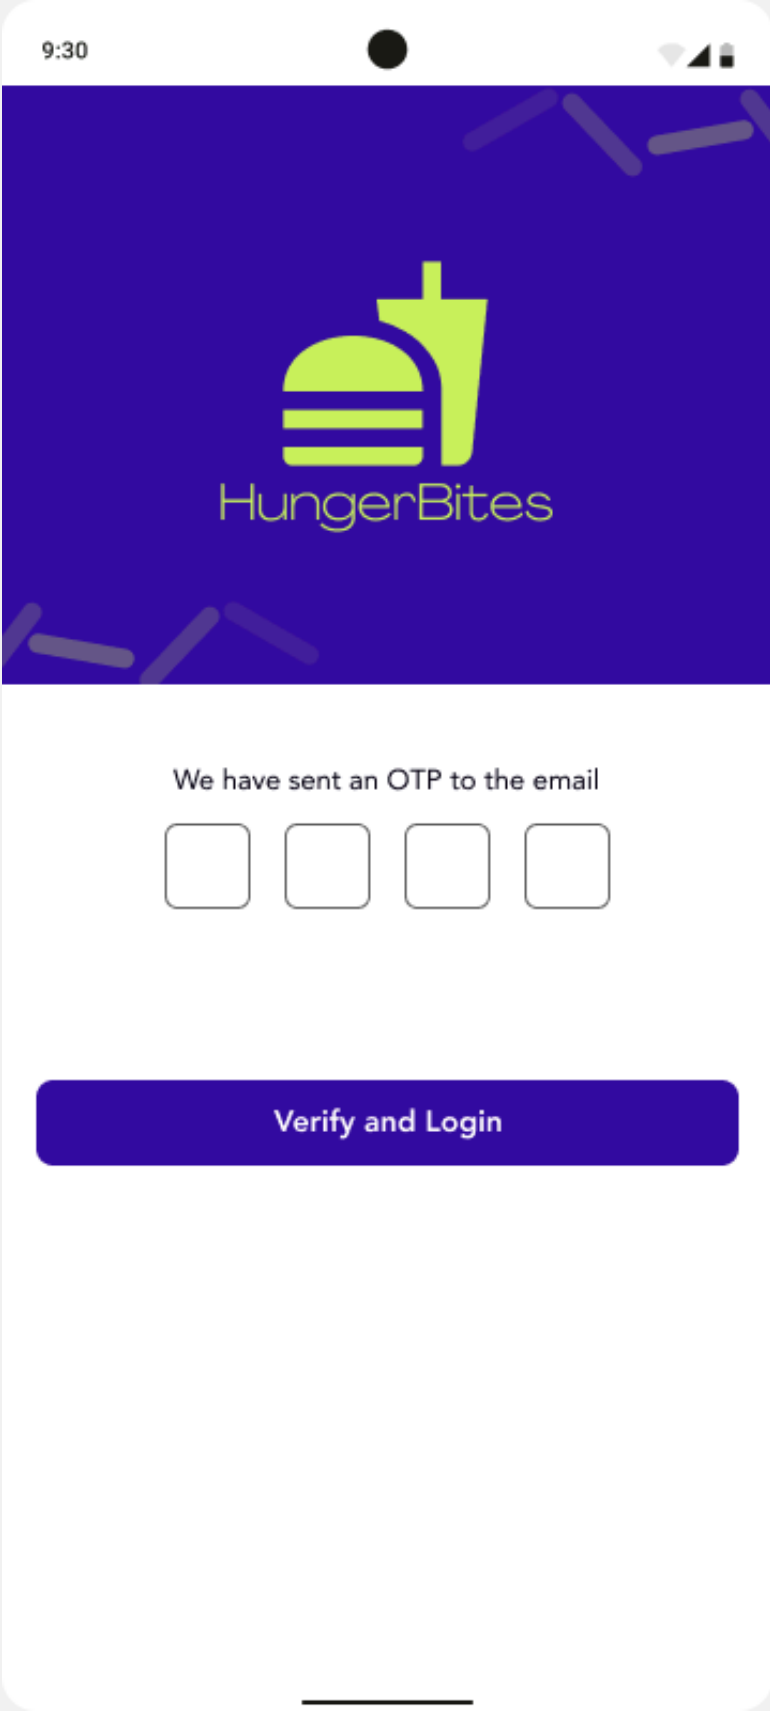 9:30
HungerBites
We have sent an OTP to the email
Verify and Login